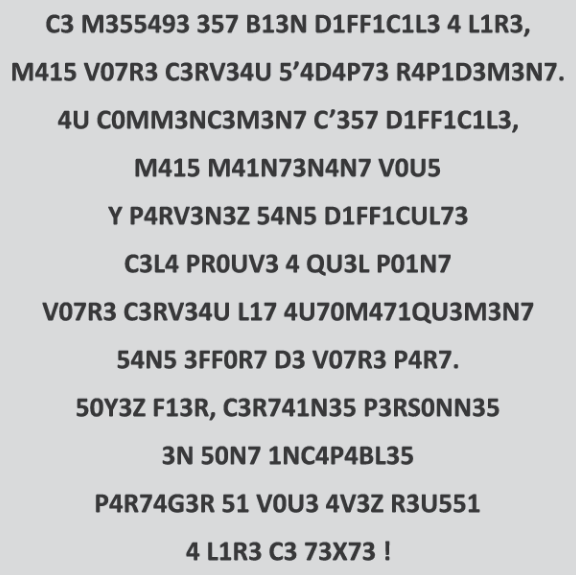 C3 M355493 357 B13N D1FF1C1L3 4 L1R3,
M415 V07R3 C3RV34U 5’4D4P73 R4P1D3M3N7.
4U C0MM3NC3M3N7 C’357 D1FF1C1L3,
M415 M41N73N4N7 V0U5
Y P4RV3N3Z 54N5 D1FF1CUL73
C3L4 PR0UV3 4 QU3L P01N7
V07R3 C3RV34U L17 4U70M471QU3M3N7
54N5 3FF0R7 D3 V07R3 P4R7.
50Y3Z F13R, C3R741N35 P3RS0NN35
3N 50N7 1NC4P4BL35
P4R74G3R 51 V0U3 4V3Z R3U551
4 L1R3 C3 73X73 !